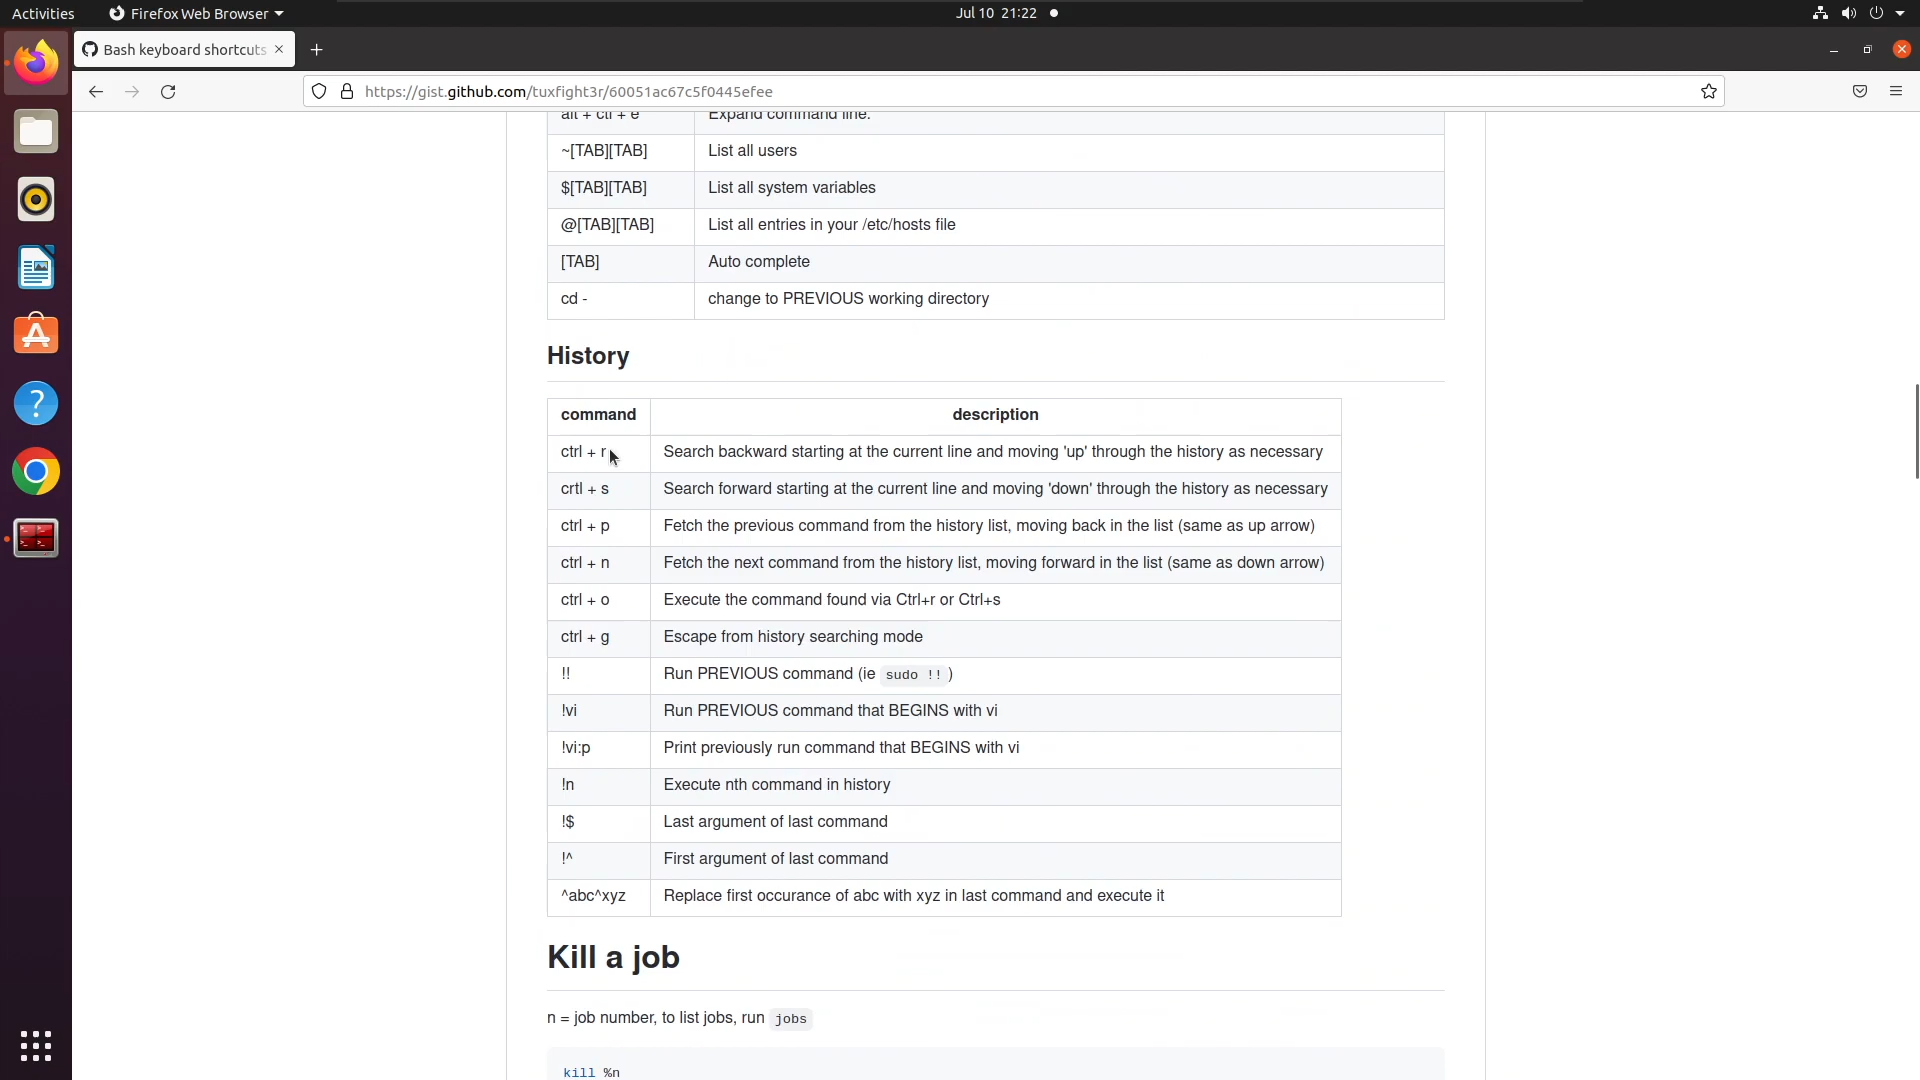 Activities Firefox Web Browser Jul 10 21:22
Bash keyboard shortcuts
https://gist.github.com/tuxfight3r/60051ac67c5f0445efee
alt + ctl + e Expand command line.
~[TAB][TAB] List all users
$[TAB][TAB] List all system variables
@[TAB][TAB] List all entries in your /etc/hosts file
[TAB] Auto complete
cd - change to PREVIOUS working directory
History
command description
ctrl + r Search backward starting at the current line and moving 'up' through the history as necessary
crtl + s Search forward starting at the current line and moving 'down' through the history as necessary
ctrl + p Fetch the previous command from the history list, moving back in the list (same as up arrow)
ctrl + n Fetch the next command from the history list, moving forward in the list (same as down arrow)
ctrl + o Execute the command found via Ctrl+r or Ctrl+s
ctrl + g Escape from history searching mode
!! Run PREVIOUS command (ie sudo !! )
!vi Run PREVIOUS command that BEGINS with vi
!vi:p Print previously run command that BEGINS with vi
!n Execute nth command in history
!$ Last argument of last command
!^ First argument of last command
^abc^xyz Replace first occurance of abc with xyz in last command and execute it
Kill a job
n = job number, to list jobs, run jobs
kill %n